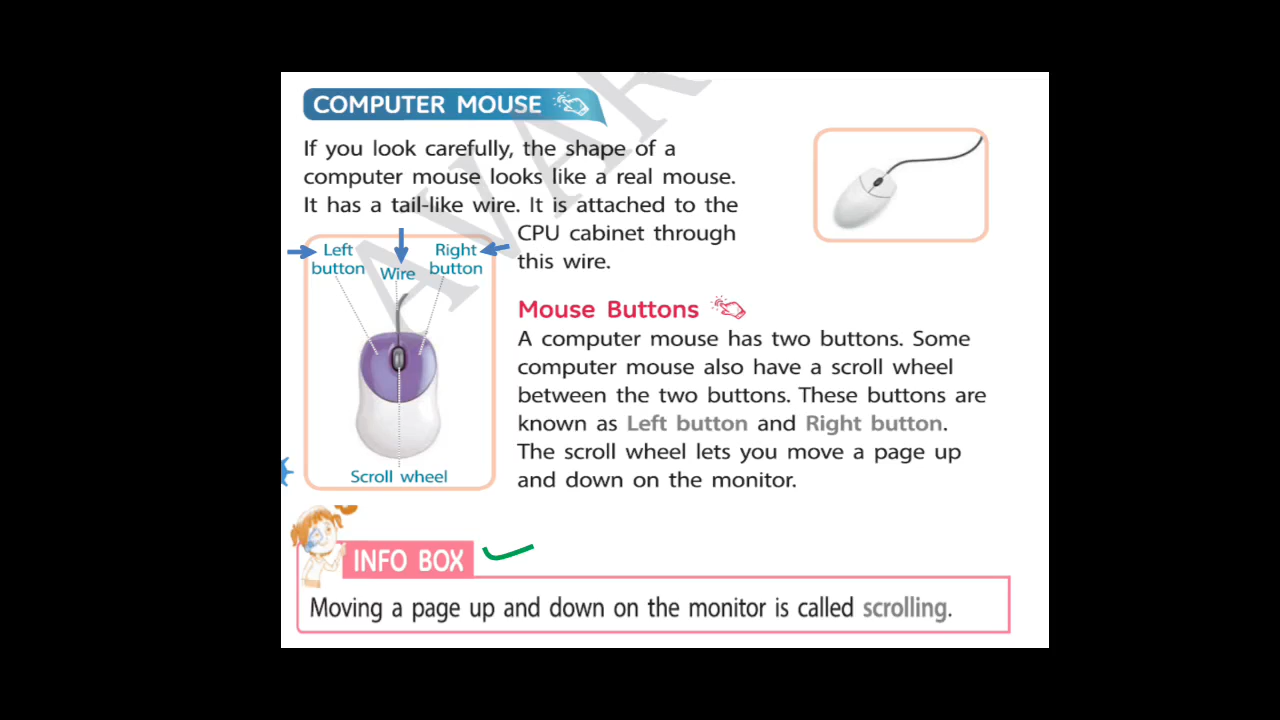 COMPUTER MOUSE
If you look carefully, the shape of a
computer mouse looks like a real mouse.
It has a tail-like wire. It is attached to the
CPU cabinet through
this wire.
Left
button
Wire
Right
button
Scroll wheel
Mouse Buttons
A computer mouse has two buttons. Some
computer mouse also have a scroll wheel
between the two buttons. These buttons are
known as Left button and Right button.
The scroll wheel lets you move a page up
and down on the monitor.
INFO BOX
Moving a page up and down on the monitor is called scrolling.